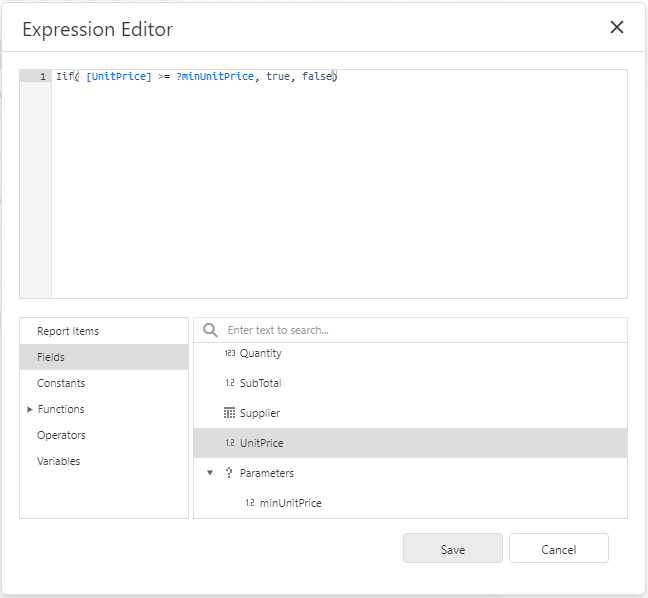 Expression Editor
1 Iif( [UnitPrice] >= ?minUnitPrice, true, false)
Report Items
Fields
Constants
Functions
Operators
Variables
Enter text to search...
123 Quantity
1.2 SubTotal
Supplier
1.2 UnitPrice
? Parameters
1.2 minUnitPrice
Save
Cancel